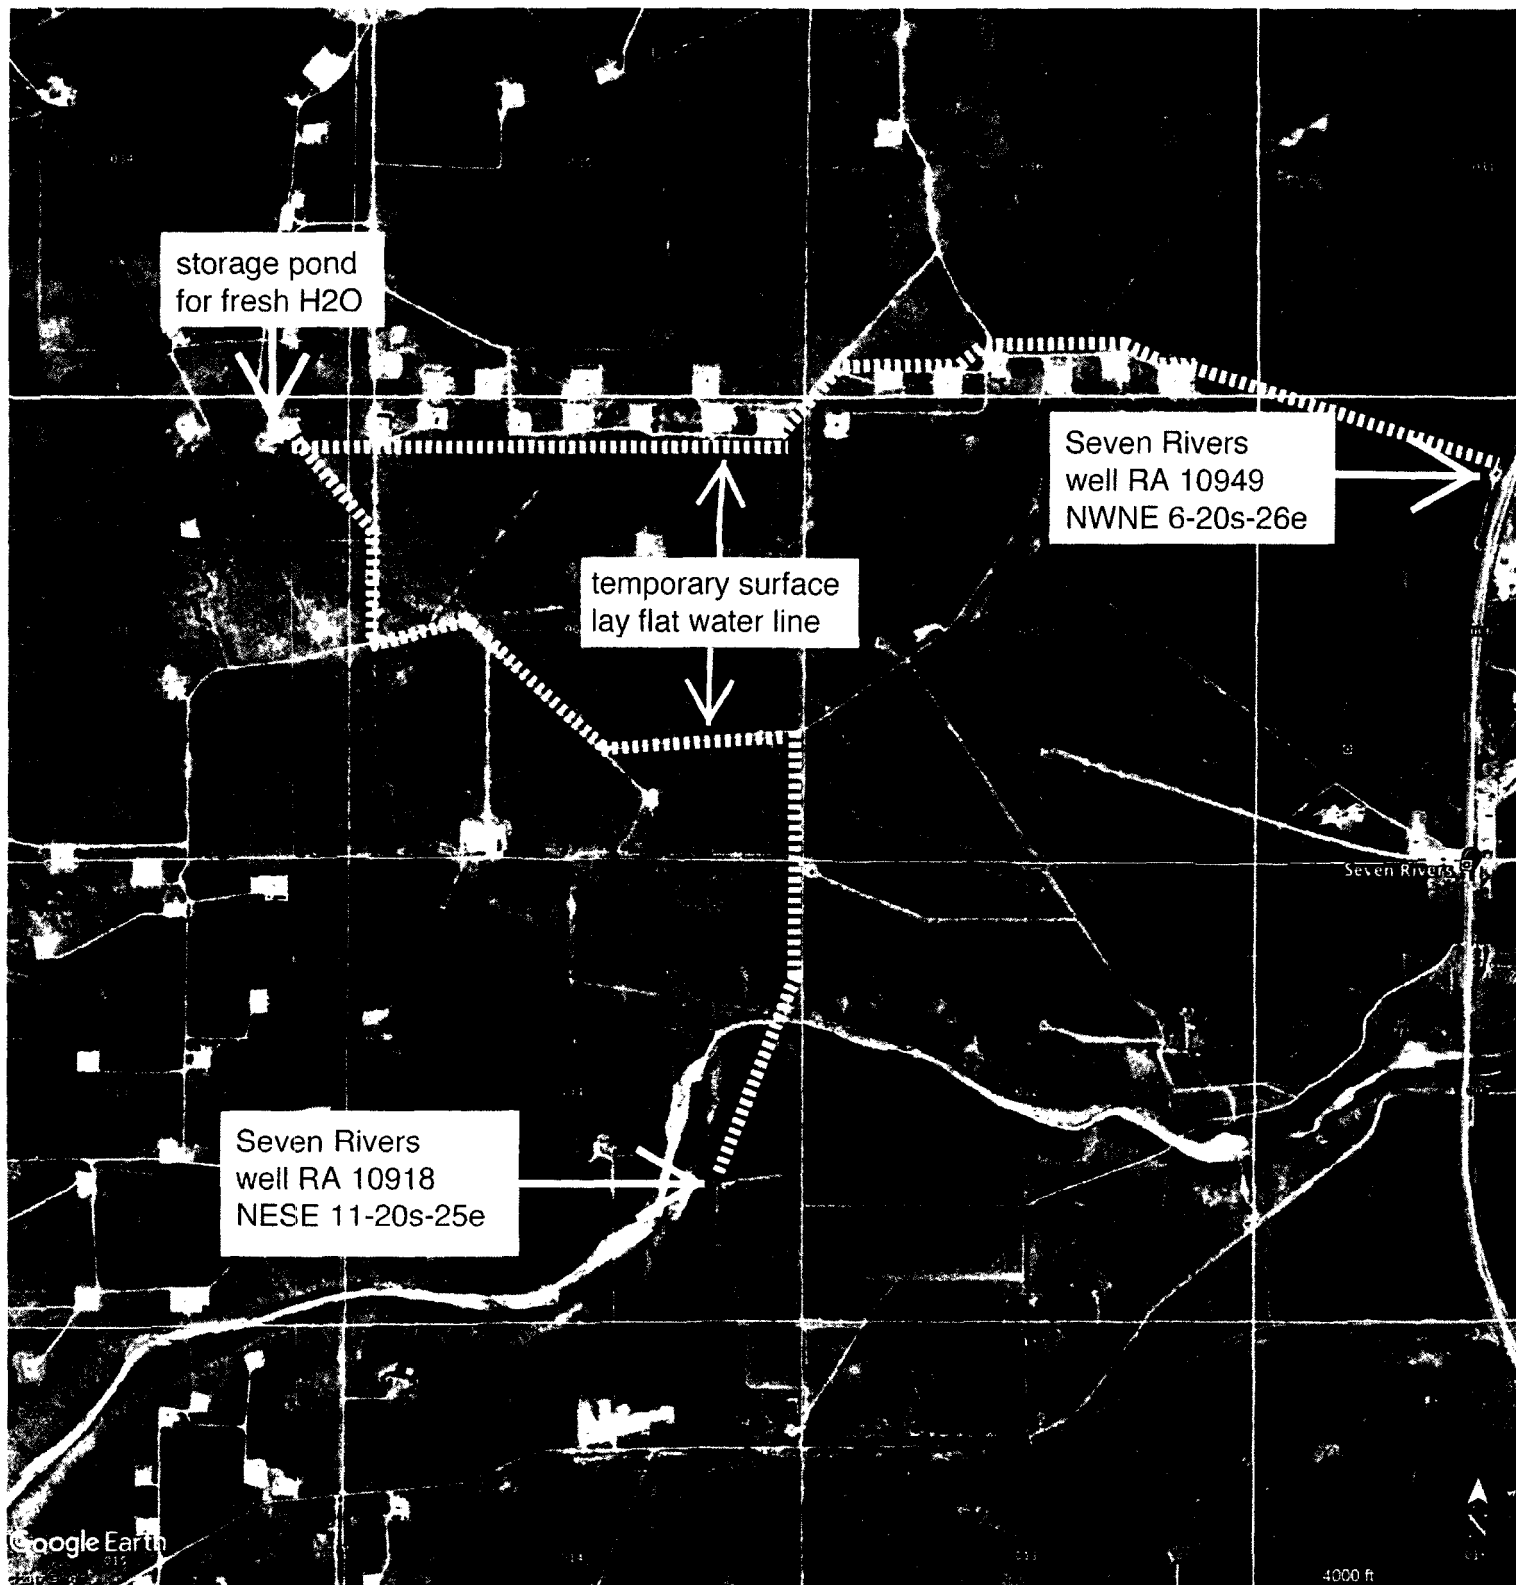 storage pond
for fresh H2O
Seven Rivers
well RA 10949
NWNE 6-20s-26e
temporary surface
lay flat water line
Seven Rivers
Seven Rivers
well RA 10918
NESE 11-20s-25e
Google Earth
4000 ft